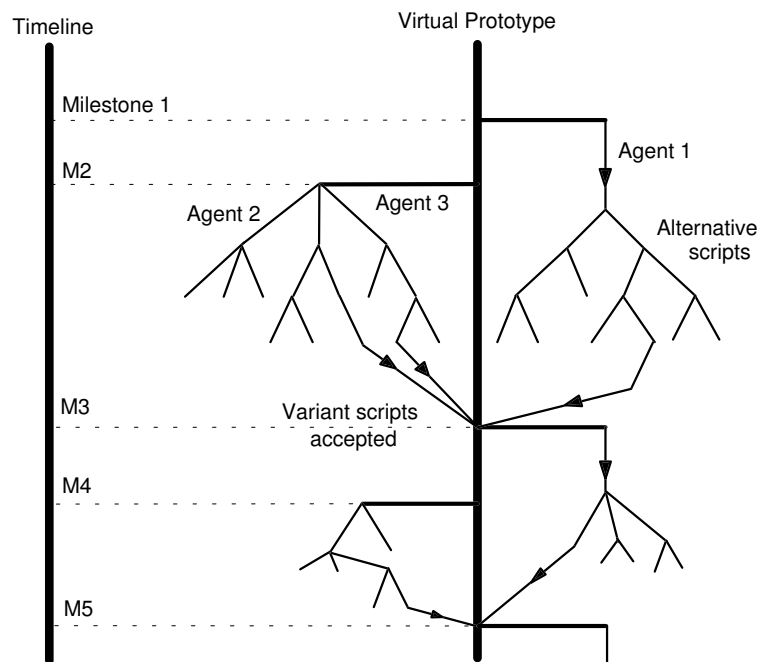 Timeline
Virtual Prototype
Milestone 1
Agent 1
M2
Agent 2
Agent 3
Alternative
scripts
M3
Variant scripts
accepted
M4
M5